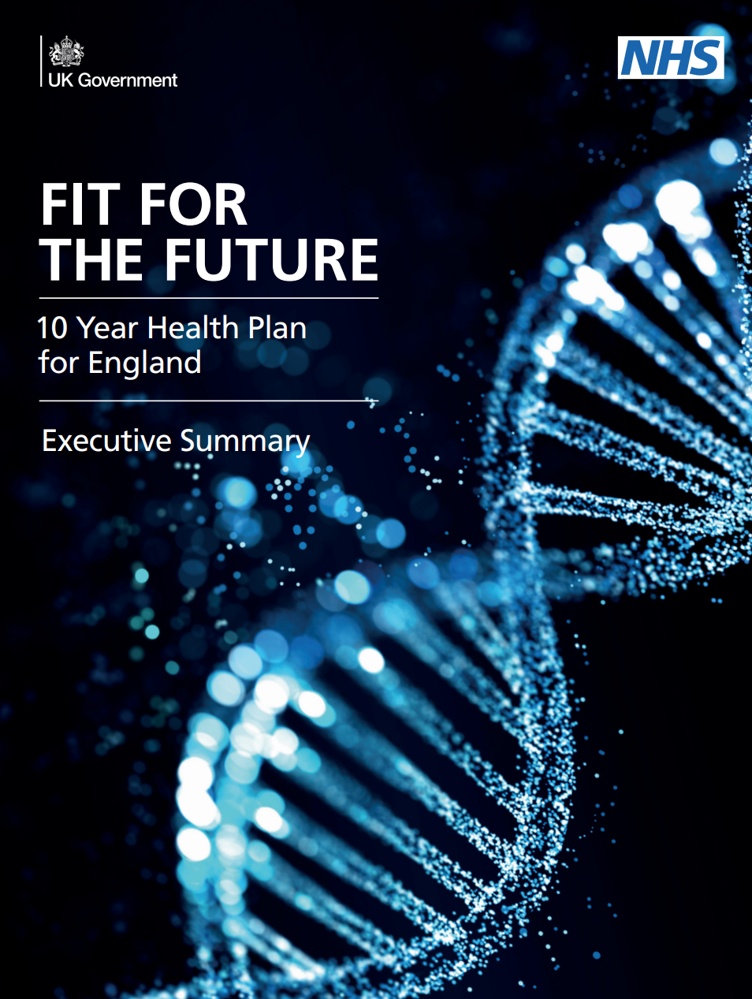 UK Government
NHS
FIT FOR
THE FUTURE
10 Year Health Plan
for England
Executive Summary